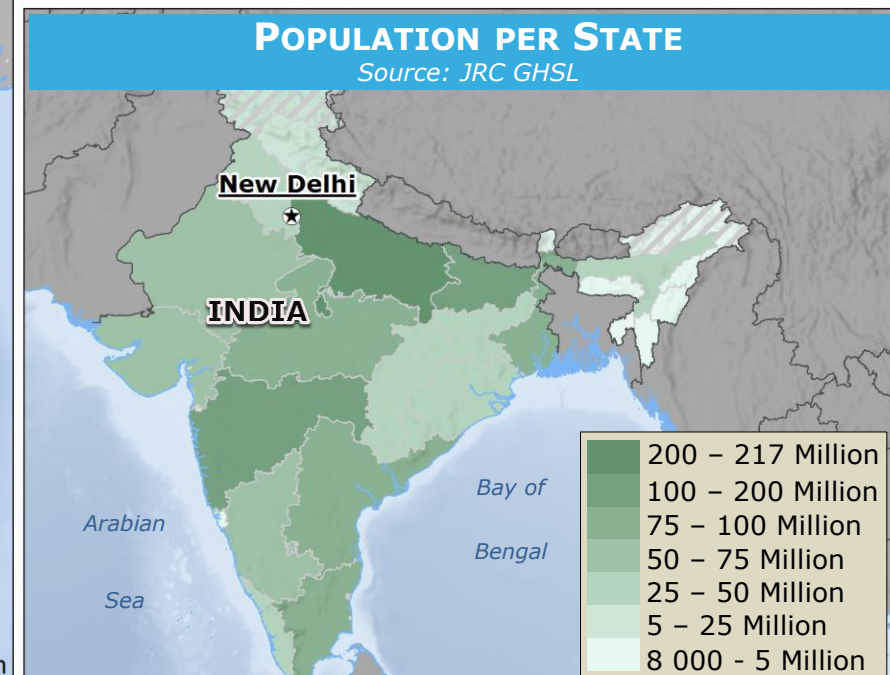 POPULATION PER STATE
Source: JRC GHSL
New Delhi
INDIA
Arabian
Sea
Bay of
Bengal
200 – 217 Million
100 – 200 Million
75 – 100 Million
50 – 75 Million
25 – 50 Million
5 – 25 Million
8 000 - 5 Million